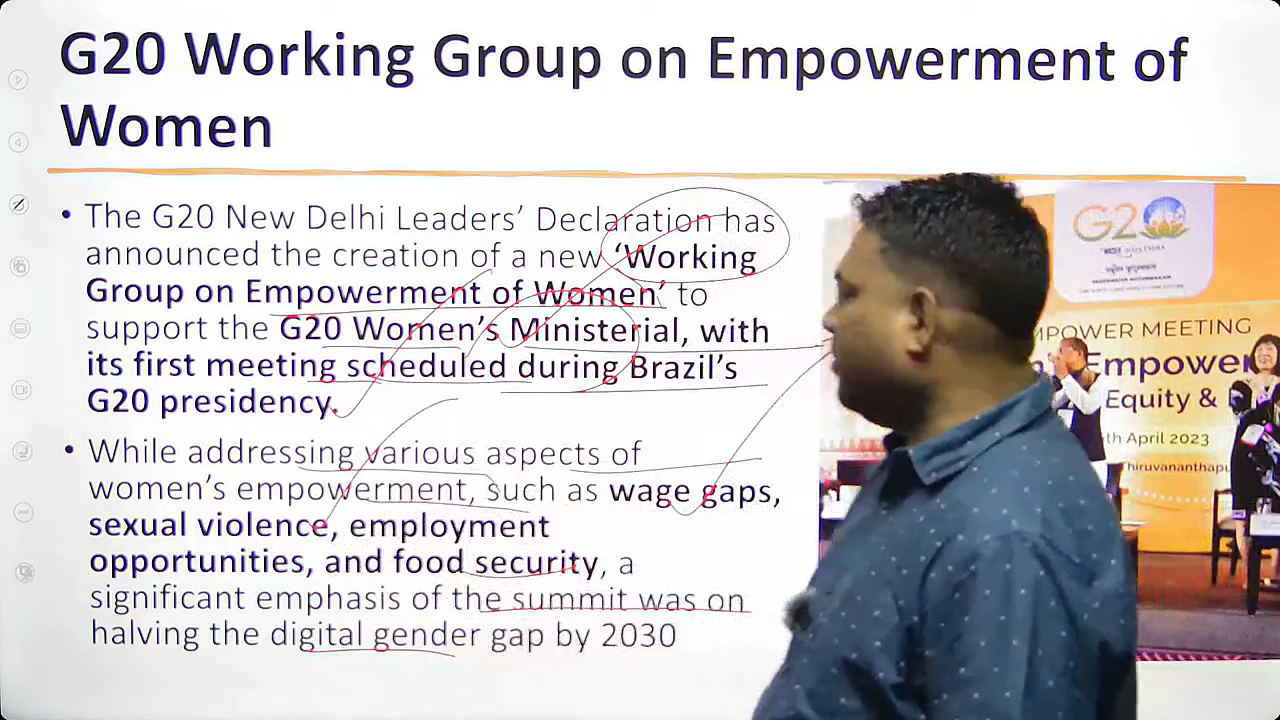 G20 Working Group on Empowerment of
Women
• The G20 New Delhi Leaders’ Declaration has
announced the creation of a new ‘Working
Group on Empowerment of Women’ to
support the G20 Women’s Ministerial, with
its first meeting scheduled during Brazil’s
G20 presidency.
• While addressing various aspects of
women’s empowerment, such as wage gaps,
sexual violence, employment
opportunities, and food security, a
significant emphasis of the summit was on
halving the digital gender gap by 2030
G20
MPOWER MEETING
Empower
Equity &
th April 2023
hiruvananthapu